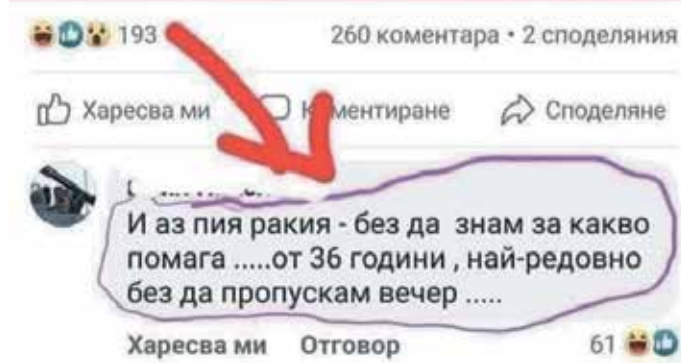 193 260 коментара • 2 споделяния
Харесва ми Коментиране Споделяне
И аз пия ракия - без да знам за какво
помага .....от 36 години , най-редовно
без да пропускам вечер .....
Харесва ми Отговор 61